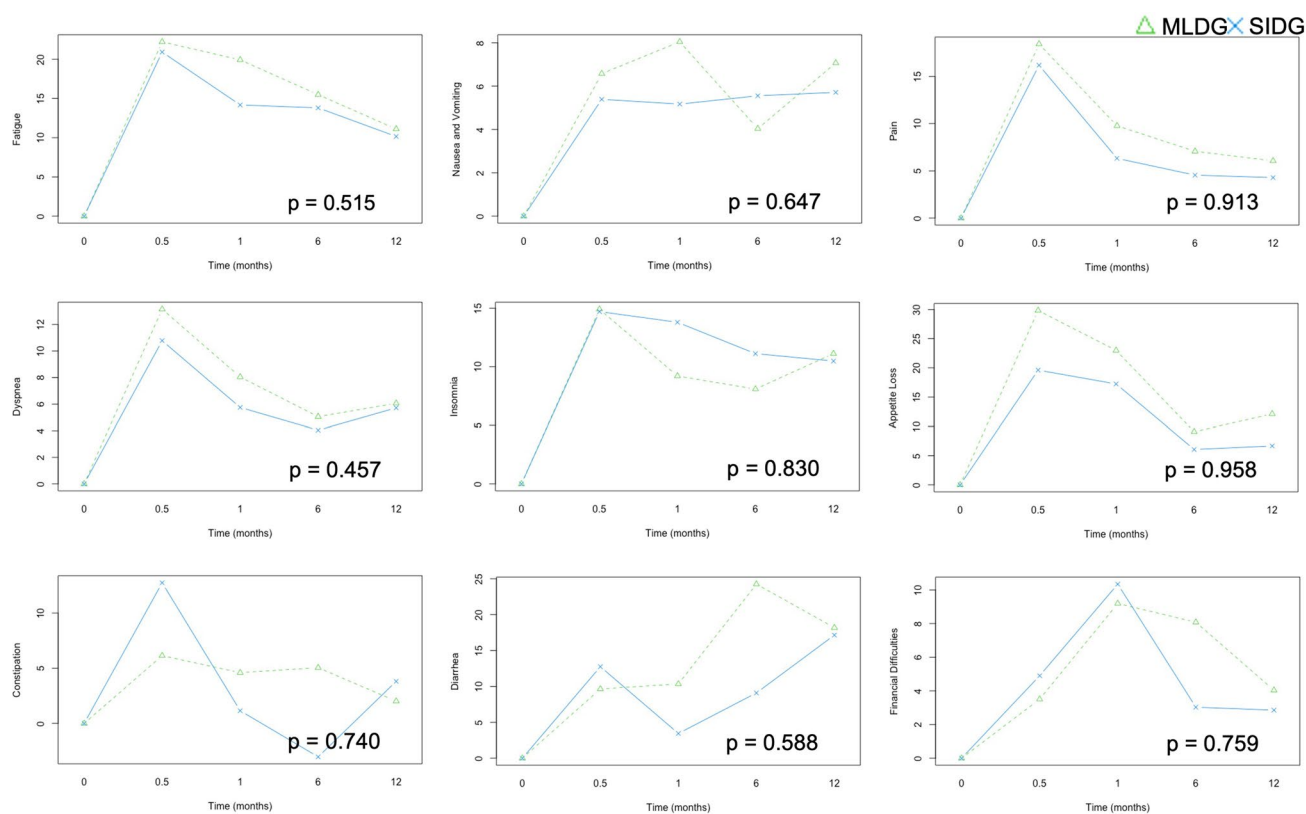 MLDG SIDG
Fatigue
0 5 10 15 20
p = 0.515
0 0.5 1 6 12
Time (months)
Nausea and Vomiting
0 2 4 6 8
p = 0.647
0 0.5 1 6 12
Time (months)
Pain
0 5 10 15
p = 0.913
0 0.5 1 6 12
Time (months)
Dyspnea
0 2 4 6 8 10 12
p = 0.457
0 0.5 1 6 12
Time (months)
Insomnia
0 5 10 15
p = 0.830
0 0.5 1 6 12
Time (months)
Appetite Loss
0 5 10 15 20 25 30
p = 0.958
0 0.5 1 6 12
Time (months)
Constipation
0 5 10
p = 0.740
0 0.5 1 6 12
Time (months)
Diarrhea
0 5 10 15 20 25
p = 0.588
0 0.5 1 6 12
Time (months)
Financial Difficulties
0 2 4 6 8 10
p = 0.759
0 0.5 1 6 12
Time (months)